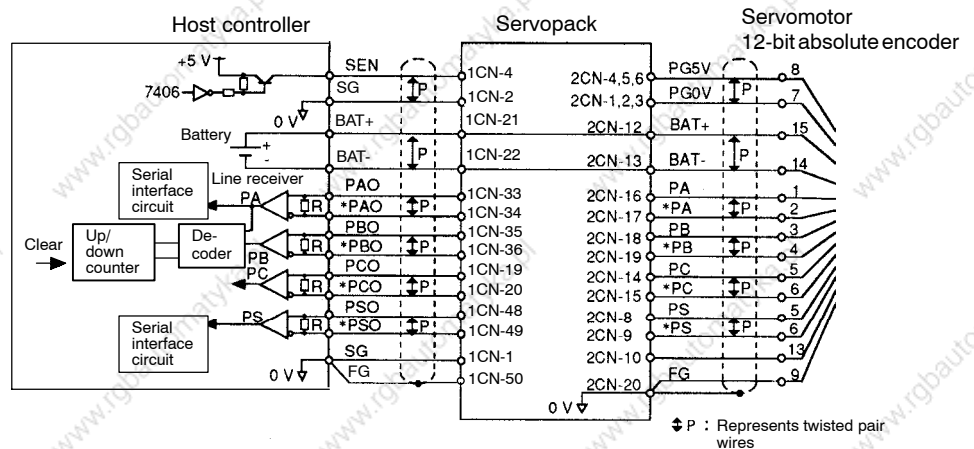 Host controller
Servopack
Servomotor
12-bit absolute encoder
+5 V
7406
0 V
Battery
+
-
Serial
interface
circuit
Line receiver
PA
R
Clear
Up/
down
counter
De-
coder
PB
R
PC
R
Serial
interface
circuit
PS
R
0 V
SEN
SG
BAT+
BAT-
PAO
*PAO
PBO
*PBO
PCO
*PCO
PSO
*PSO
SG
FG
P
P
P
P
P
P
1CN-4
1CN-2
1CN-21
1CN-22
1CN-33
1CN-34
1CN-35
1CN-36
1CN-19
1CN-20
1CN-48
1CN-49
1CN-1
1CN-50
2CN-4,5,6
2CN-1,2,3
2CN-12
2CN-13
2CN-16
2CN-17
2CN-18
2CN-19
2CN-14
2CN-15
2CN-8
2CN-9
2CN-10
2CN-20
0 V
PG5V
PG0V
BAT+
BAT-
PA
*PA
PB
*PB
PC
*PC
PS
*PS
FG
P
P
P
P
P
P
8
7
15
14
1
2
3
4
5
6
5
6
13
9
P : Represents twisted pair
wires
www.rgbautomatyka.pl